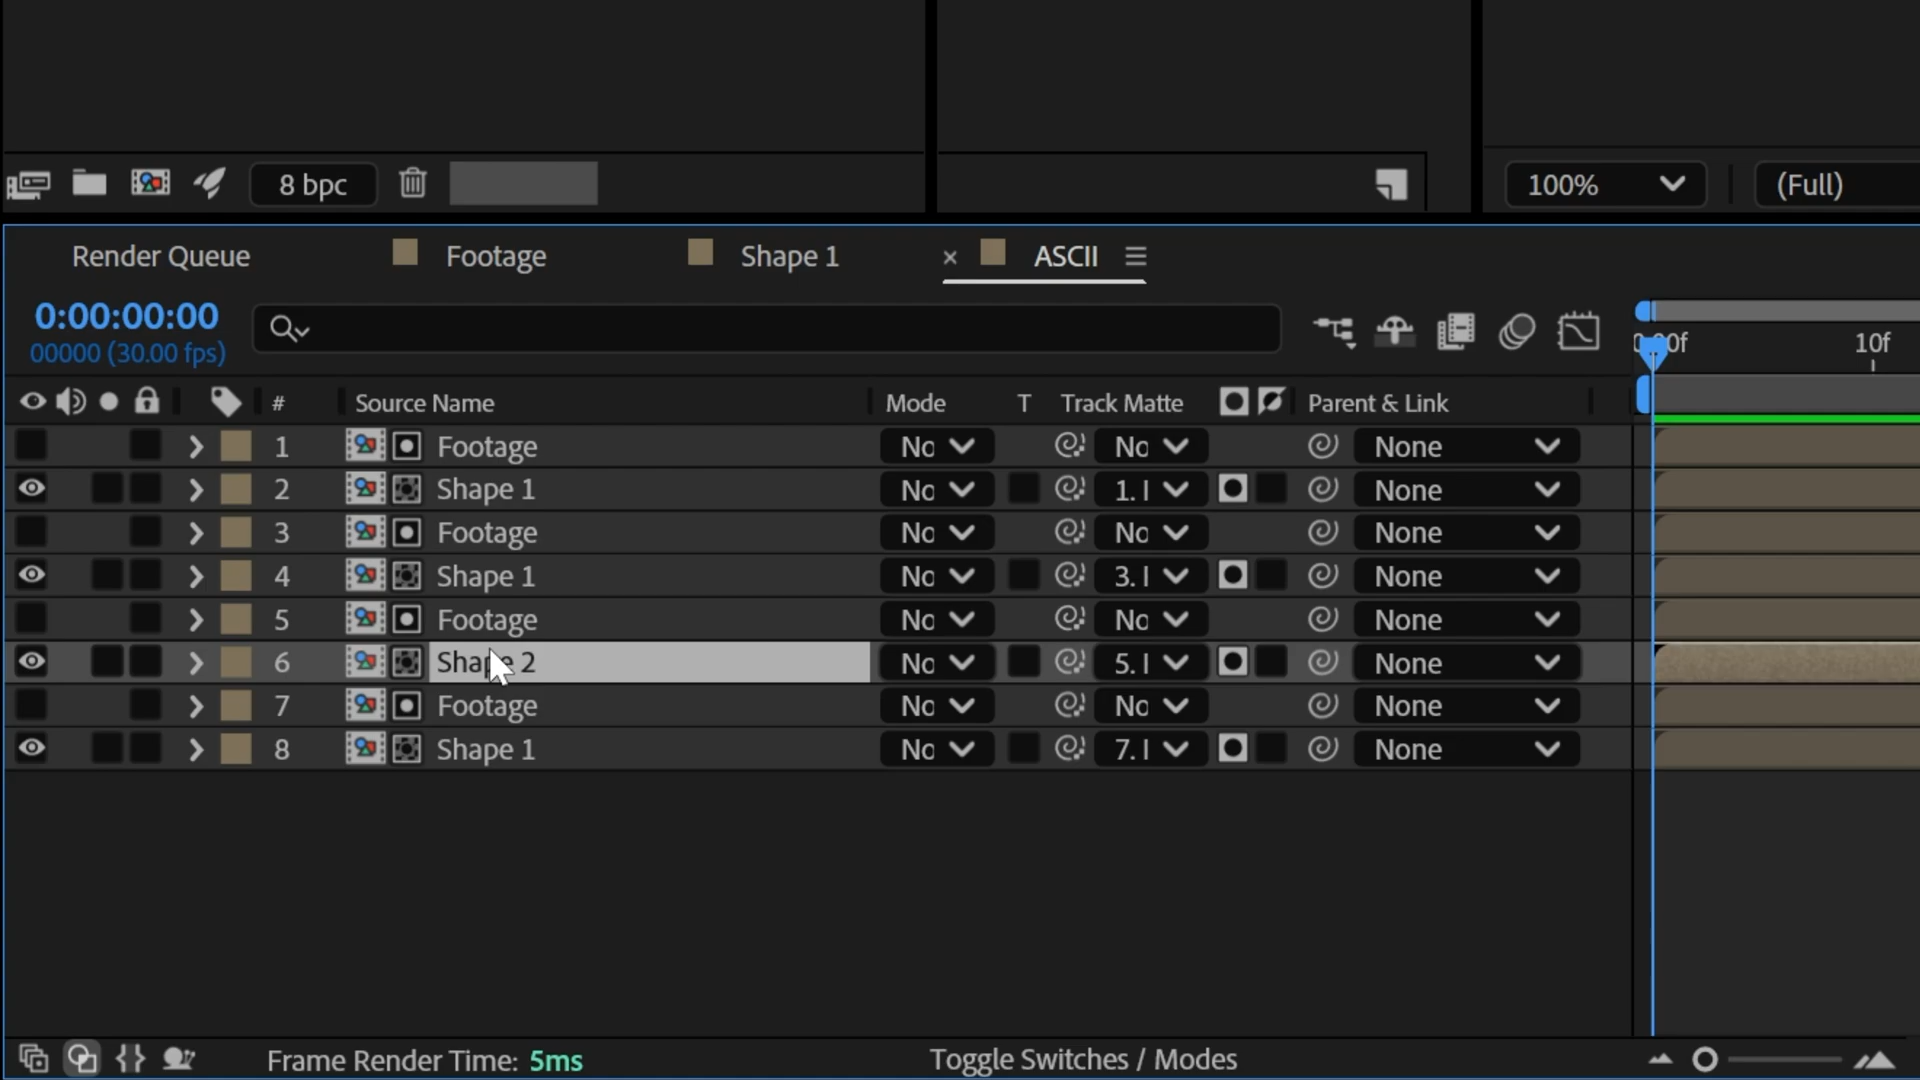 8 bpc
100%
(Full)
Render Queue Footage Shape 1 × ASCII
0:00:00:00
00000 (30.00 fps)
10f
# Source Name Mode T Track Matte Parent & Link
1 Footage No No None
2 Shape 1 No 1. None
3 Footage No No None
4 Shape 1 No 3. None
5 Footage No No None
6 Shape 2 No 5. None
7 Footage No No None
8 Shape 1 No 7. None
Frame Render Time: 5ms Toggle Switches / Modes